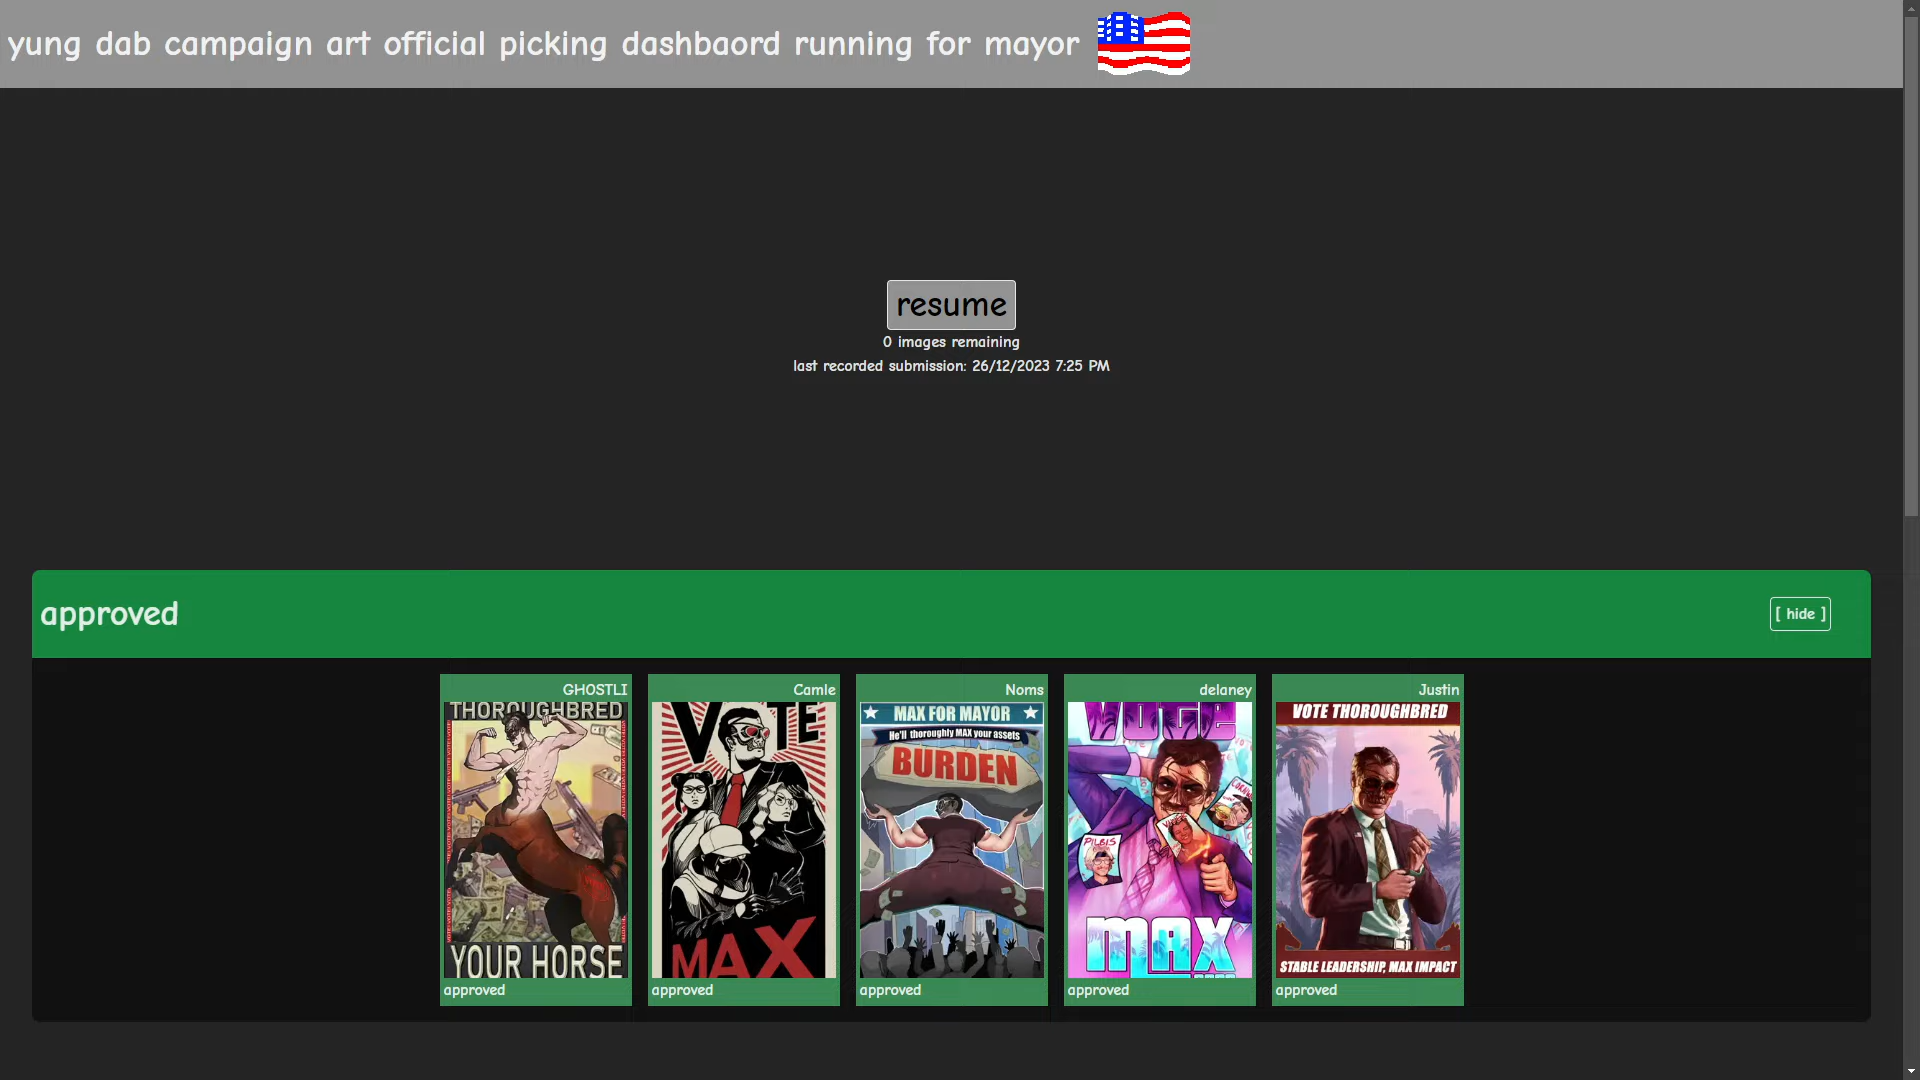 yung dab campaign art official picking dashbaord running for mayor
resume
0 images remaining
last recorded submission: 26/12/2023 7:25 PM
approved
[ hide ]
GHOSTLI
THOROUGHBRED
YOUR HORSE
approved
Camle
VOTE
MAX
approved
Noms
MAX FOR MAYOR
He'll thoroughly MAX your assets
BURDEN
approved
delaney
VOTE
PILBIS
MAX
approved
Justin
VOTE THOROUGHBRED
STABLE LEADERSHIP, MAX IMPACT
approved